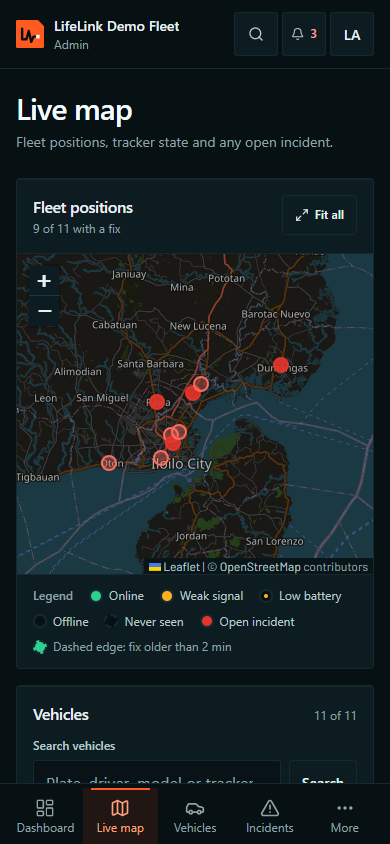 LifeLink Demo Fleet
Admin
3
LA
Live map
Fleet positions, tracker state and any open incident.
Fleet positions
9 of 11 with a fix
Fit all
+
−
Janiuay
Pototan
Mina
Barotac Nuevo
Cabatuan
New Lucena
Santa Barbara
Alimodian
Leon
San Miguel
Oton
Iloilo City
Tigbauan
Jordan
San Lorenzo
Leaflet | © OpenStreetMap contributors
Legend
Online
Weak signal
Low battery
Offline
Never seen
Open incident
Dashed edge: fix older than 2 min
Vehicles
11 of 11
Search vehicles
Plate, driver, model or tracker
Search
Dashboard
Live map
Vehicles
Incidents
More